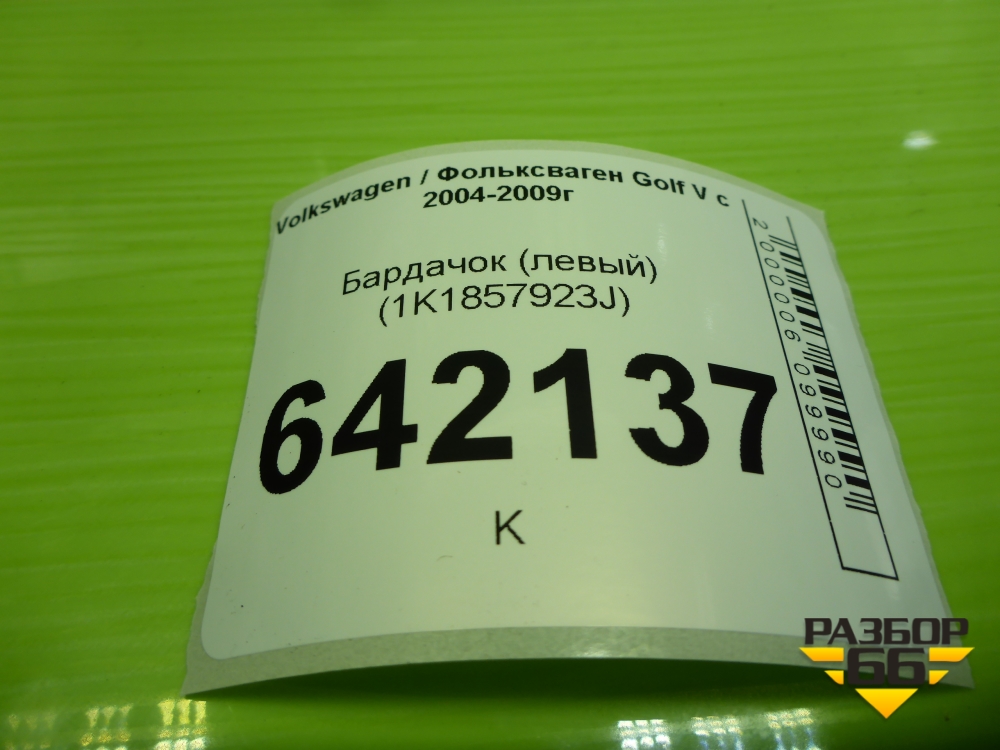 Volkswagen / Фольксваген Golf V с
2004-2009г
Бардачок (левый)
(1K1857923J)
642137
К
2000006099990
РАЗБОР
66